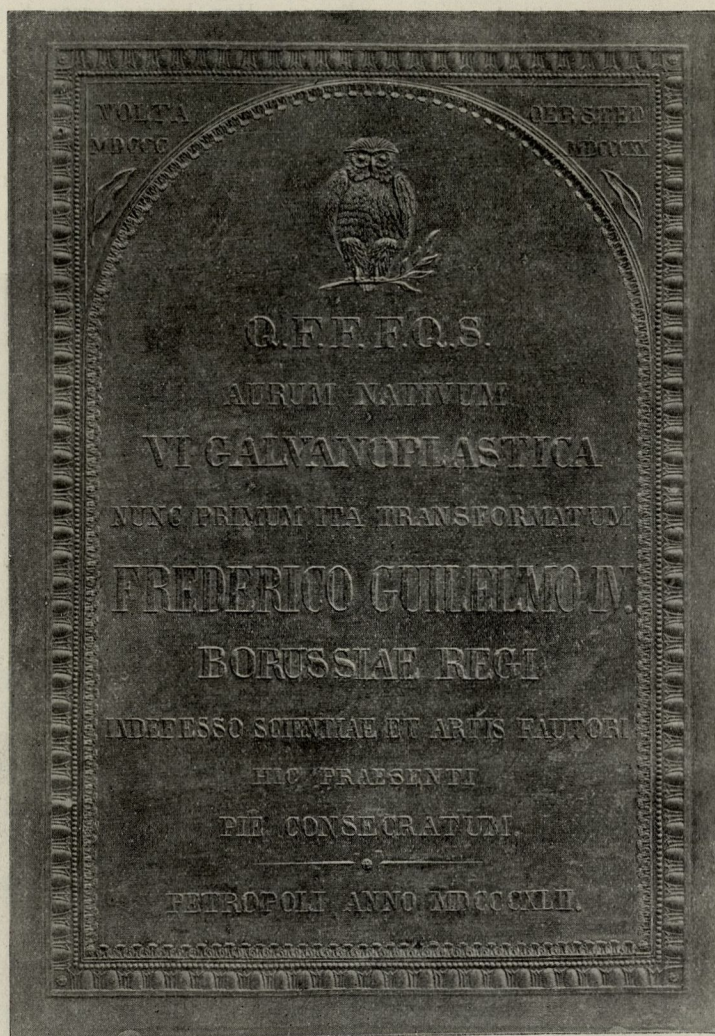 VOLTA
MDCCC
OERSTED
MDCCCXX
Q.F.F.F.Q.S.
AURUM NATIVUM
VI GALVANOPLASTICA
NUNC PRIMUM ITA TRANSFORMATUM
FREDERICO GUILELMO IV.
BORUSSIAE REGI
INDEFESSO SCIENTIAE ET ARTIS FAUTORI
HIC PRAESENTI
PIE CONSECRATUM.
PETROPOLI ANNO MDCCCXLII.